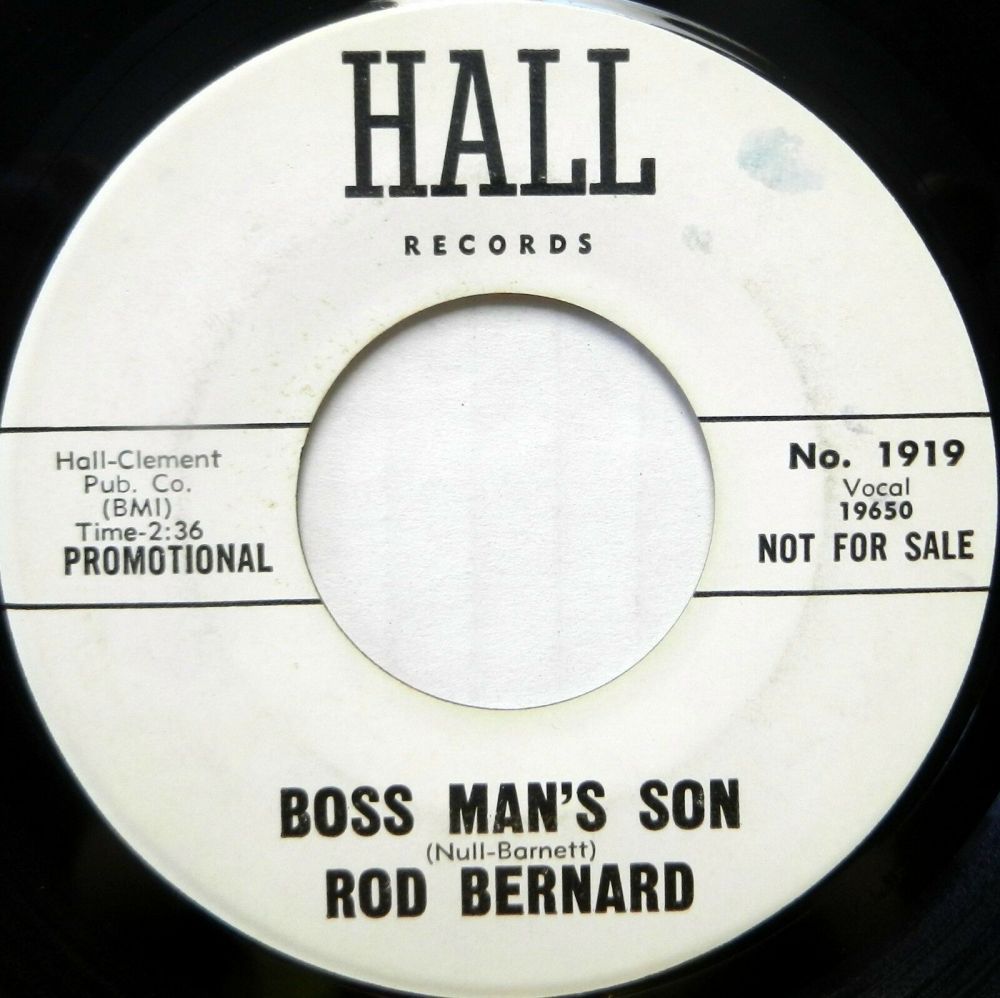 HALL
RECORDS
Hall-Clement
Pub. Co.
(BMI)
Time-2:36
PROMOTIONAL
No. 1919
Vocal
19650
NOT FOR SALE
BOSS MAN'S SON
(Null-Barnett)
ROD BERNARD